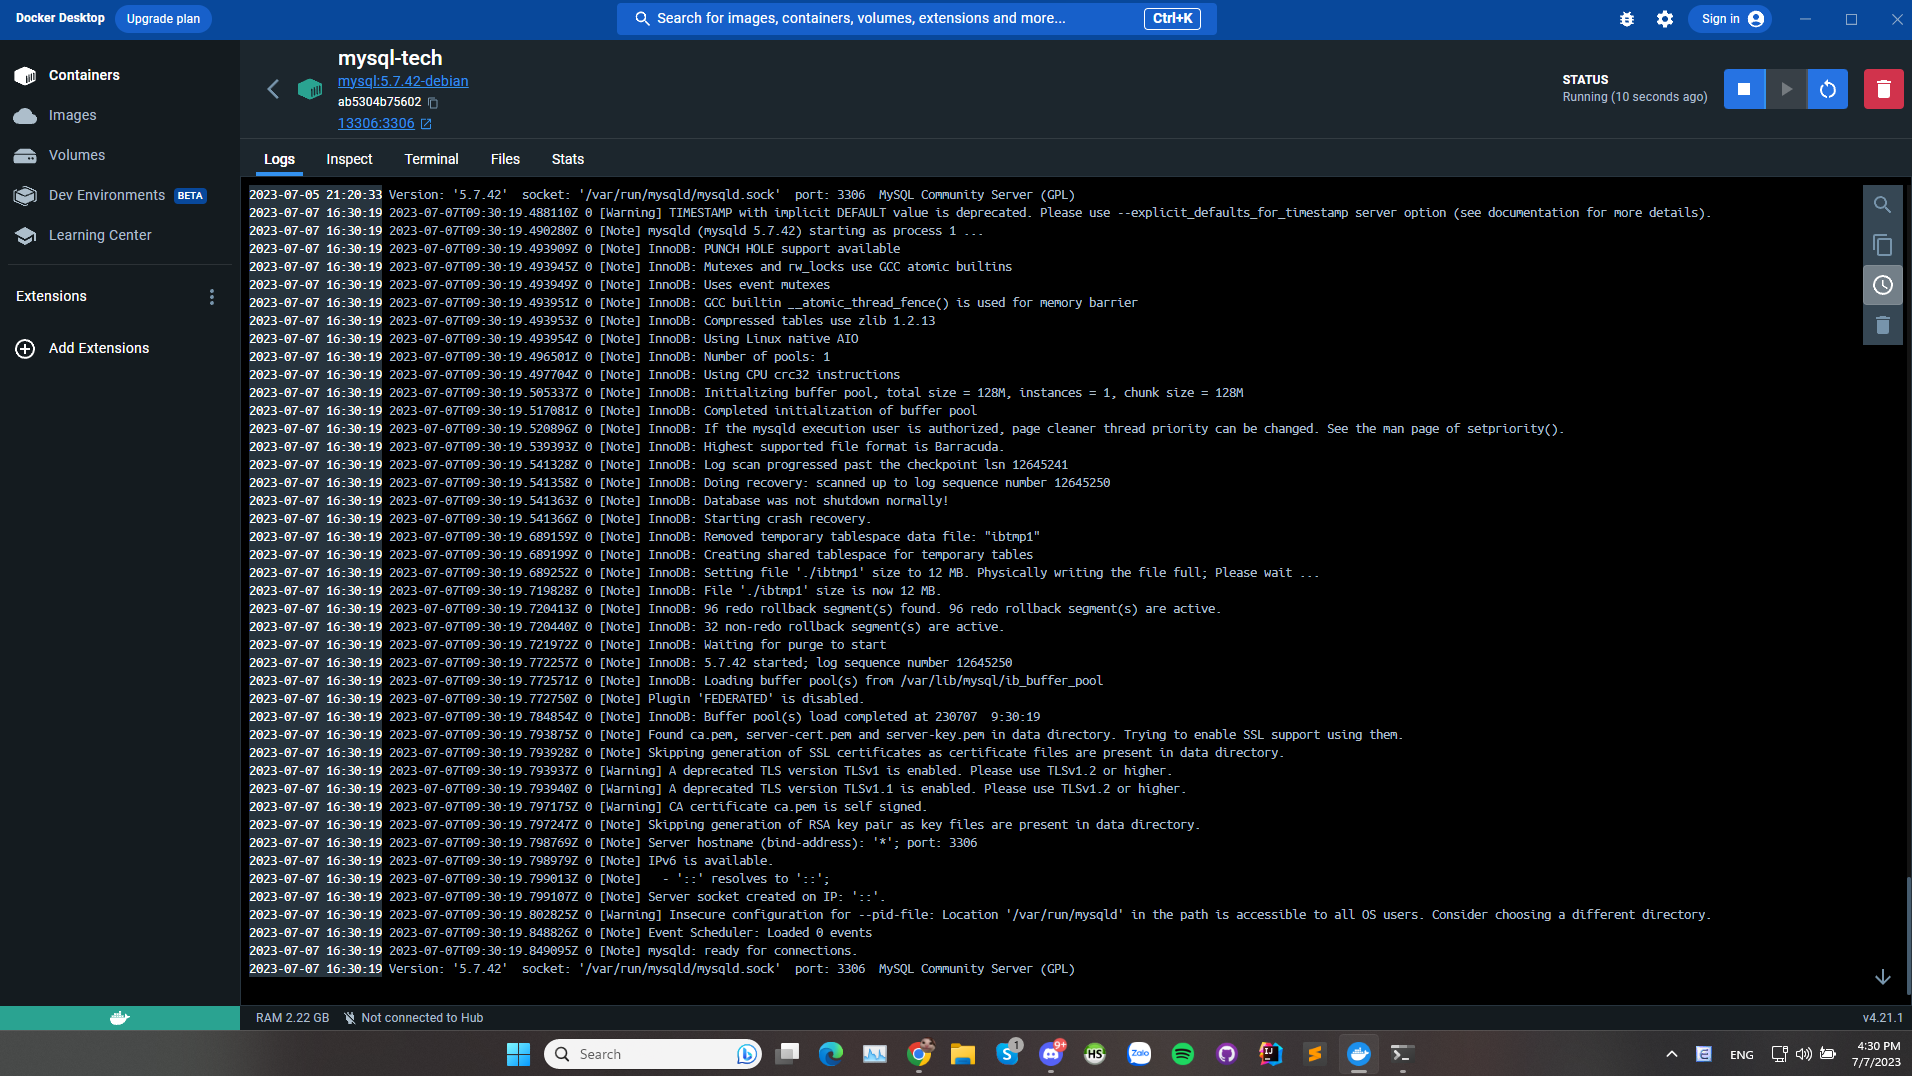 Docker Desktop
Upgrade plan
Search for images, containers, volumes, extensions and more...
Ctrl+K
Sign in
Containers
Images
Volumes
Dev Environments BETA
Learning Center
Extensions
Add Extensions
mysql-tech
mysql:5.7.42-debian
ab5304b75602
13306:3306
STATUS
Running (10 seconds ago)
Logs Inspect Terminal Files Stats
2023-07-05 21:20:33 Version: '5.7.42'  socket: '/var/run/mysqld/mysqld.sock'  port: 3306  MySQL Community Server (GPL)
2023-07-07 16:30:19 2023-07-07T09:30:19.488110Z 0 [Warning] TIMESTAMP with implicit DEFAULT value is deprecated. Please use --explicit_defaults_for_timestamp server option (see documentation for more details).
2023-07-07 16:30:19 2023-07-07T09:30:19.490280Z 0 [Note] mysqld (mysqld 5.7.42) starting as process 1 ...
2023-07-07 16:30:19 2023-07-07T09:30:19.493909Z 0 [Note] InnoDB: PUNCH HOLE support available
2023-07-07 16:30:19 2023-07-07T09:30:19.493945Z 0 [Note] InnoDB: Mutexes and rw_locks use GCC atomic builtins
2023-07-07 16:30:19 2023-07-07T09:30:19.493949Z 0 [Note] InnoDB: Uses event mutexes
2023-07-07 16:30:19 2023-07-07T09:30:19.493951Z 0 [Note] InnoDB: GCC builtin __atomic_thread_fence() is used for memory barrier
2023-07-07 16:30:19 2023-07-07T09:30:19.493953Z 0 [Note] InnoDB: Compressed tables use zlib 1.2.13
2023-07-07 16:30:19 2023-07-07T09:30:19.493954Z 0 [Note] InnoDB: Using Linux native AIO
2023-07-07 16:30:19 2023-07-07T09:30:19.496501Z 0 [Note] InnoDB: Number of pools: 1
2023-07-07 16:30:19 2023-07-07T09:30:19.497704Z 0 [Note] InnoDB: Using CPU crc32 instructions
2023-07-07 16:30:19 2023-07-07T09:30:19.505337Z 0 [Note] InnoDB: Initializing buffer pool, total size = 128M, instances = 1, chunk size = 128M
2023-07-07 16:30:19 2023-07-07T09:30:19.517081Z 0 [Note] InnoDB: Completed initialization of buffer pool
2023-07-07 16:30:19 2023-07-07T09:30:19.520896Z 0 [Note] InnoDB: If the mysqld execution user is authorized, page cleaner thread priority can be changed. See the man page of setpriority().
2023-07-07 16:30:19 2023-07-07T09:30:19.539393Z 0 [Note] InnoDB: Highest supported file format is Barracuda.
2023-07-07 16:30:19 2023-07-07T09:30:19.541328Z 0 [Note] InnoDB: Log scan progressed past the checkpoint lsn 12645241
2023-07-07 16:30:19 2023-07-07T09:30:19.541358Z 0 [Note] InnoDB: Doing recovery: scanned up to log sequence number 12645250
2023-07-07 16:30:19 2023-07-07T09:30:19.541363Z 0 [Note] InnoDB: Database was not shutdown normally!
2023-07-07 16:30:19 2023-07-07T09:30:19.541366Z 0 [Note] InnoDB: Starting crash recovery.
2023-07-07 16:30:19 2023-07-07T09:30:19.689159Z 0 [Note] InnoDB: Removed temporary tablespace data file: "ibtmp1"
2023-07-07 16:30:19 2023-07-07T09:30:19.689199Z 0 [Note] InnoDB: Creating shared tablespace for temporary tables
2023-07-07 16:30:19 2023-07-07T09:30:19.689252Z 0 [Note] InnoDB: Setting file './ibtmp1' size to 12 MB. Physically writing the file full; Please wait ...
2023-07-07 16:30:19 2023-07-07T09:30:19.719828Z 0 [Note] InnoDB: File './ibtmp1' size is now 12 MB.
2023-07-07 16:30:19 2023-07-07T09:30:19.720413Z 0 [Note] InnoDB: 96 redo rollback segment(s) found. 96 redo rollback segment(s) are active.
2023-07-07 16:30:19 2023-07-07T09:30:19.720440Z 0 [Note] InnoDB: 32 non-redo rollback segment(s) are active.
2023-07-07 16:30:19 2023-07-07T09:30:19.721972Z 0 [Note] InnoDB: Waiting for purge to start
2023-07-07 16:30:19 2023-07-07T09:30:19.772257Z 0 [Note] InnoDB: 5.7.42 started; log sequence number 12645250
2023-07-07 16:30:19 2023-07-07T09:30:19.772571Z 0 [Note] InnoDB: Loading buffer pool(s) from /var/lib/mysql/ib_buffer_pool
2023-07-07 16:30:19 2023-07-07T09:30:19.772750Z 0 [Note] Plugin 'FEDERATED' is disabled.
2023-07-07 16:30:19 2023-07-07T09:30:19.784854Z 0 [Note] InnoDB: Buffer pool(s) load completed at 230707  9:30:19
2023-07-07 16:30:19 2023-07-07T09:30:19.793875Z 0 [Note] Found ca.pem, server-cert.pem and server-key.pem in data directory. Trying to enable SSL support using them.
2023-07-07 16:30:19 2023-07-07T09:30:19.793928Z 0 [Note] Skipping generation of SSL certificates as certificate files are present in data directory.
2023-07-07 16:30:19 2023-07-07T09:30:19.793937Z 0 [Warning] A deprecated TLS version TLSv1 is enabled. Please use TLSv1.2 or higher.
2023-07-07 16:30:19 2023-07-07T09:30:19.793940Z 0 [Warning] A deprecated TLS version TLSv1.1 is enabled. Please use TLSv1.2 or higher.
2023-07-07 16:30:19 2023-07-07T09:30:19.797175Z 0 [Warning] CA certificate ca.pem is self signed.
2023-07-07 16:30:19 2023-07-07T09:30:19.797247Z 0 [Note] Skipping generation of RSA key pair as key files are present in data directory.
2023-07-07 16:30:19 2023-07-07T09:30:19.798769Z 0 [Note] Server hostname (bind-address): '*'; port: 3306
2023-07-07 16:30:19 2023-07-07T09:30:19.798979Z 0 [Note] IPv6 is available.
2023-07-07 16:30:19 2023-07-07T09:30:19.799013Z 0 [Note]   - '::' resolves to '::';
2023-07-07 16:30:19 2023-07-07T09:30:19.799107Z 0 [Note] Server socket created on IP: '::'.
2023-07-07 16:30:19 2023-07-07T09:30:19.802825Z 0 [Warning] Insecure configuration for --pid-file: Location '/var/run/mysqld' in the path is accessible to all OS users. Consider choosing a different directory.
2023-07-07 16:30:19 2023-07-07T09:30:19.848826Z 0 [Note] Event Scheduler: Loaded 0 events
2023-07-07 16:30:19 2023-07-07T09:30:19.849095Z 0 [Note] mysqld: ready for connections.
2023-07-07 16:30:19 Version: '5.7.42'  socket: '/var/run/mysqld/mysqld.sock'  port: 3306  MySQL Community Server (GPL)
RAM 2.22 GB Not connected to Hub
v4.21.1
Search
1
9+
HS
Zalo
IJ
ENG
4:30 PM
7/7/2023